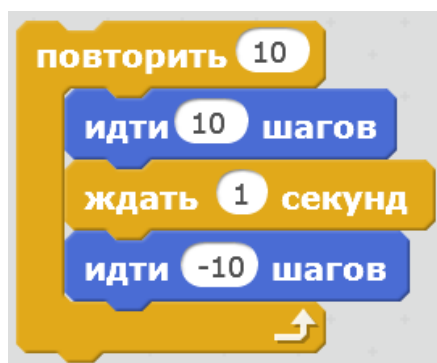 повторить 10
идти 10 шагов
ждать 1 секунд
идти -10 шагов